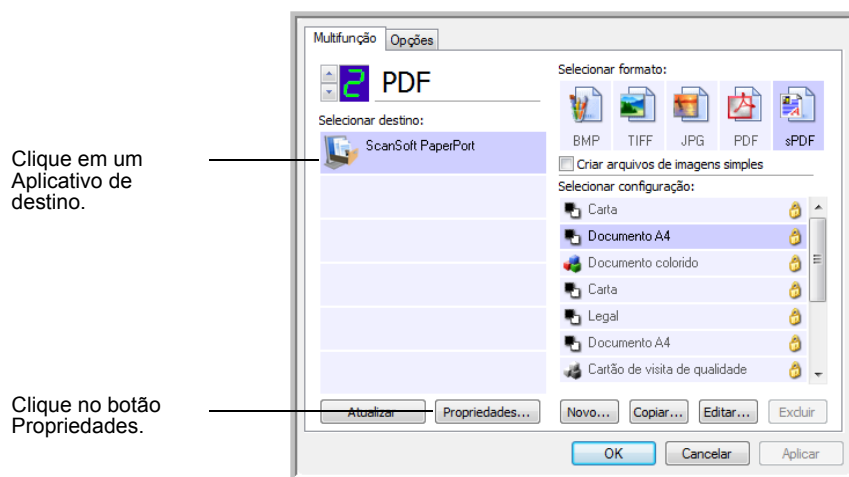 Multifunção Opções
2 PDF
Selecionar destino:
ScanSoft PaperPort
Clique em um
Aplicativo de
destino.
Selecionar formato:
BMP TIFF JPG PDF sPDF
Criar arquivos de imagens simples
Selecionar configuração:
Carta
Documento A4
Documento colorido
Carta
Legal
Documento A4
Cartão de visita de qualidade
Clique no botão
Propriedades.
Atualizar Propriedades... Novo... Copiar... Editar... Excluir
OK Cancelar Aplicar